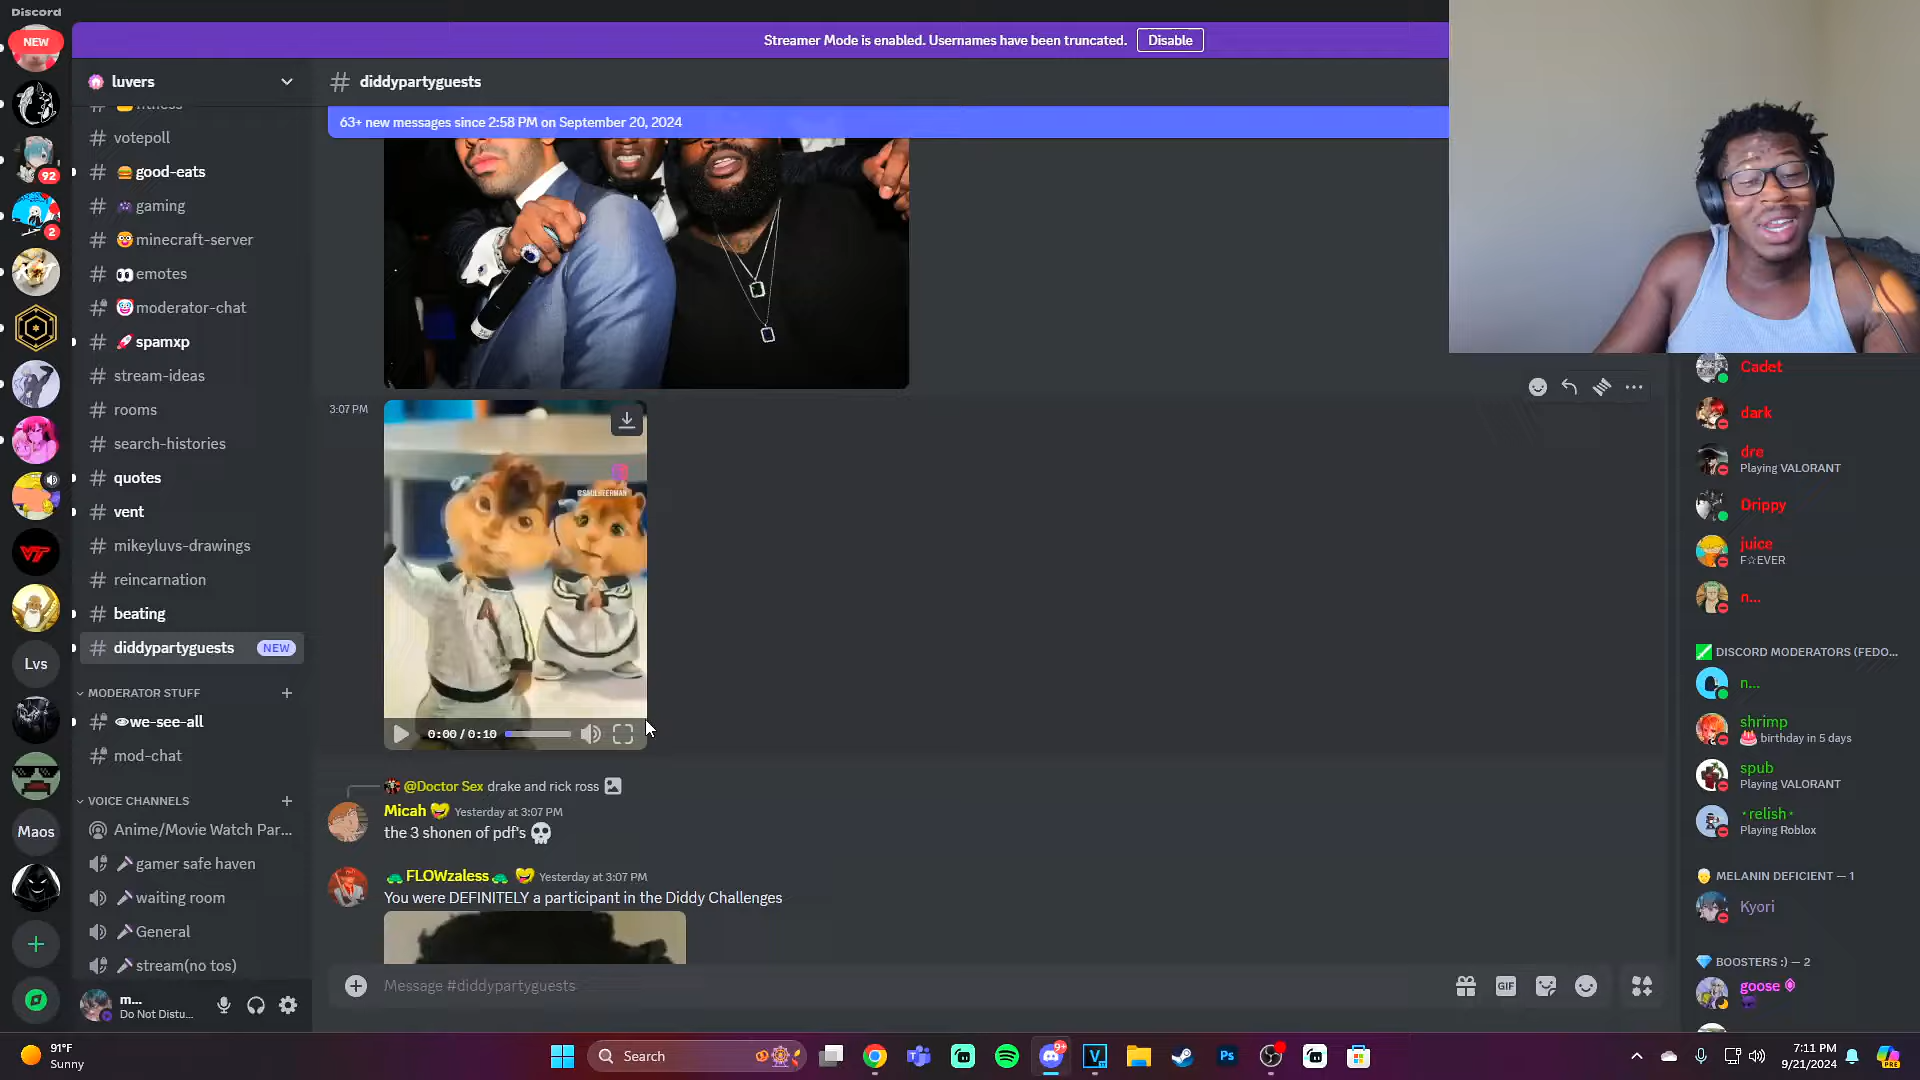 Discord
NEW
Streamer Mode is enabled. Usernames have been truncated.
Disable
luvers
diddypartyguests
63+ new messages since 2:58 PM on September 20, 2024
fitness
votepoll
good-eats
gaming
minecraft-server
emotes
moderator-chat
spamxp
stream-ideas
rooms
search-histories
quotes
vent
mikeyluvs-drawings
reincarnation
beating
diddypartyguests
NEW
MODERATOR STUFF
we-see-all
mod-chat
VOICE CHANNELS
Anime/Movie Watch Par...
gamer safe haven
waiting room
General
stream(no tos)
m...
Do Not Distu...
92
2
VT
Lvs
Maos
3:07 PM
@SAULHEERMAN
0:00 / 0:10
@Doctor Sex drake and rick ross
Micah Yesterday at 3:07 PM
the 3 shonen of pdf's
FLOWzaless Yesterday at 3:07 PM
You were DEFINITELY a participant in the Diddy Challenges
Message #diddypartyguests
GIF
Cadet
dark
dre
Playing VALORANT
Drippy
juice
F☆EVER
n...
DISCORD MODERATORS (FEDO...
n...
shrimp
birthday in 5 days
spub
Playing VALORANT
•relish•
Playing Roblox
MELANIN DEFICIENT — 1
Kyori
BOOSTERS :) — 2
goose
91°F
Sunny
Search
9+
V
Ps
7:11 PM
9/21/2024
PRE